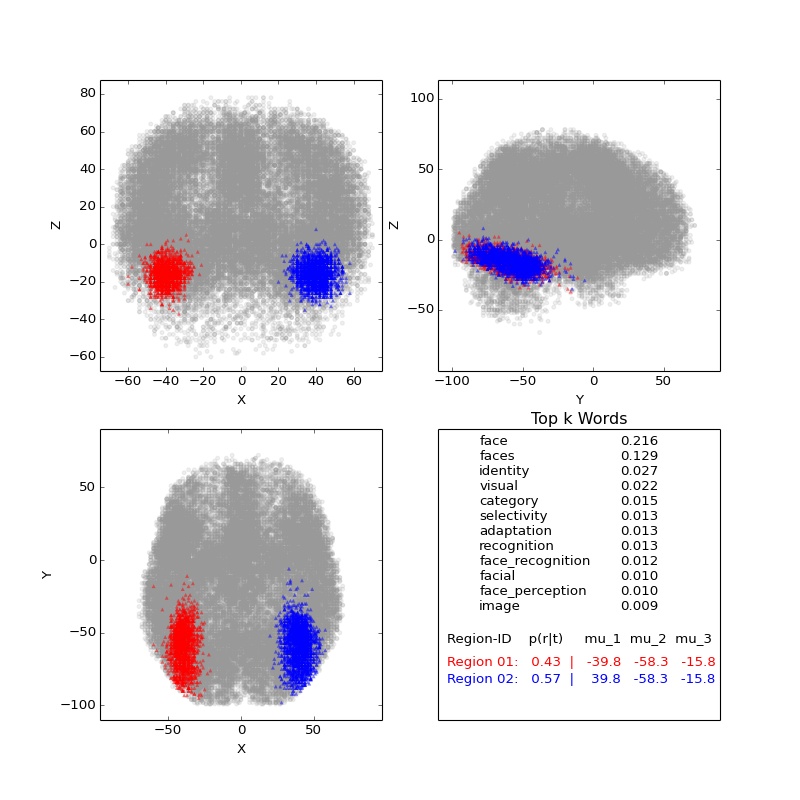 80
60
40
20
0
−20
−40
−60
Z
−60 −40 −20 0 20 40 60
X
100
50
0
−50
Z
−100 −50 0 50
Y
50
0
−50
−100
Y
−50 0 50
X
Top k Words
face 0.216
faces 0.129
identity 0.027
visual 0.022
category 0.015
selectivity 0.013
adaptation 0.013
recognition 0.013
face_recognition 0.012
facial 0.010
face_perception 0.010
image 0.009
Region-ID p(r|t) mu_1 mu_2 mu_3
Region 01: 0.43 | -39.8 -58.3 -15.8
Region 02: 0.57 | 39.8 -58.3 -15.8